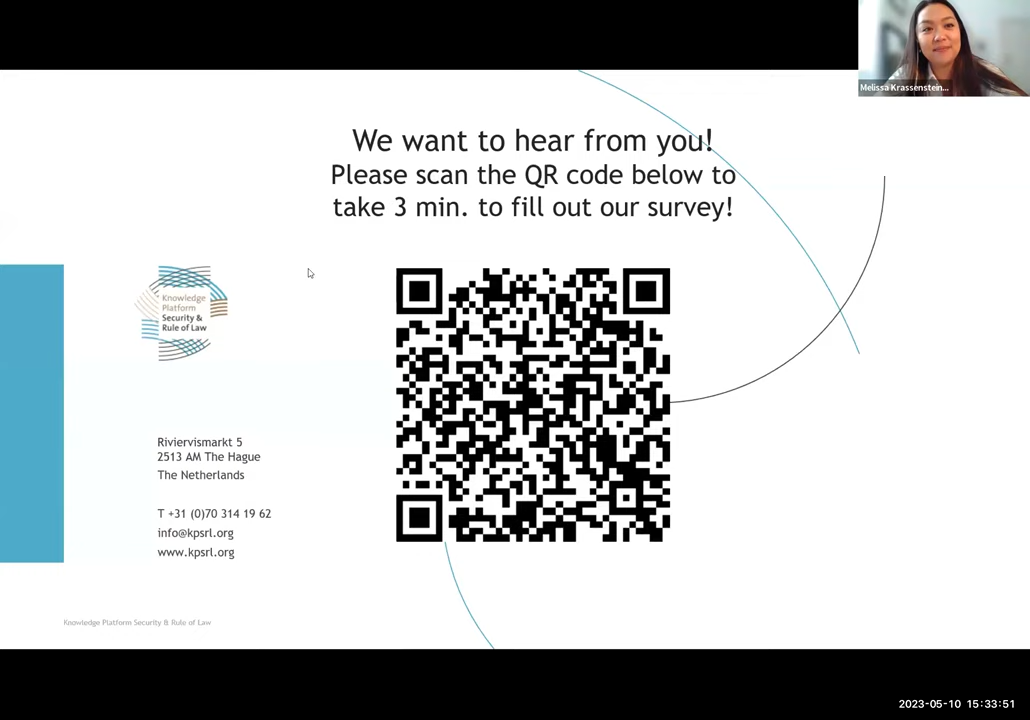 Melissa Krassenstein...
We want to hear from you!
Please scan the QR code below to
take 3 min. to fill out our survey!
Knowledge
Platform
Security &
Rule of Law
Riviervismarkt 5
2513 AM The Hague
The Netherlands
T +31 (0)70 314 19 62
info@kpsrl.org
www.kpsrl.org
Knowledge Platform Security & Rule of Law
2023-05-10 15:33:51